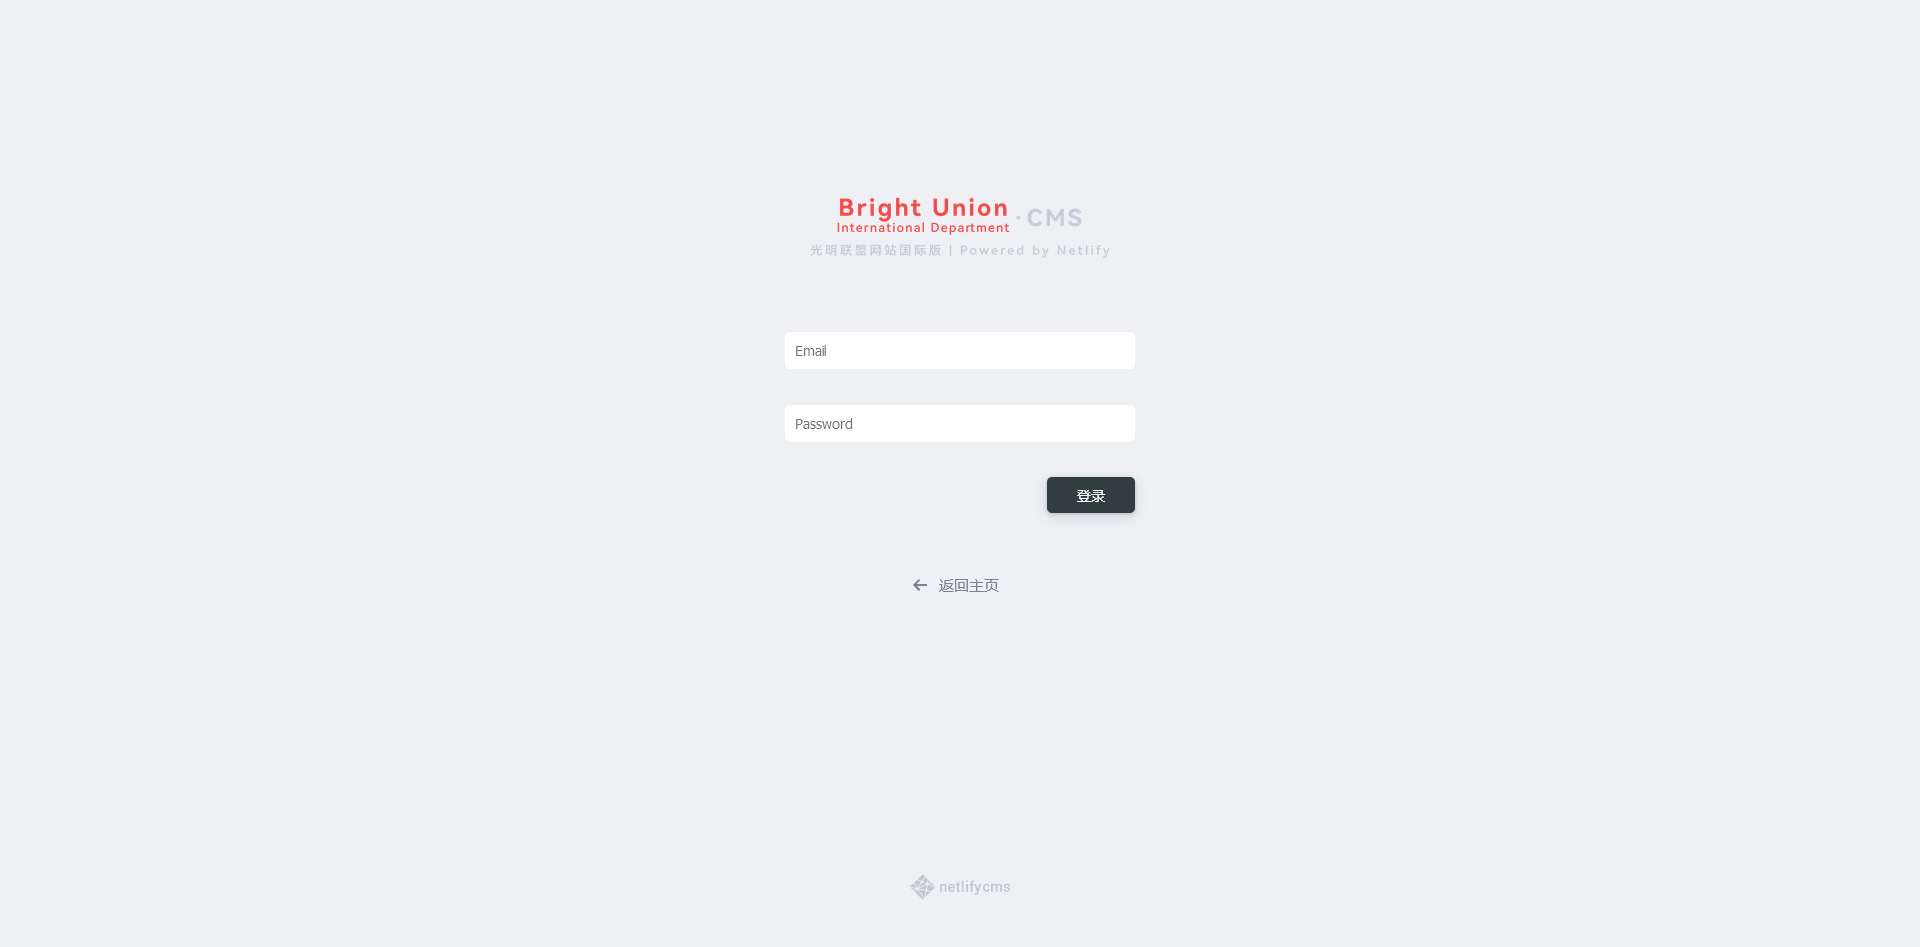 Bright Union
International Department
·CMS
光明联盟网站国际版 | Powered by Netlify
Email
Password
登录
返回主页
netlifycms